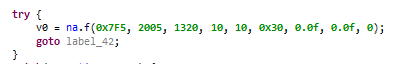 try {
v0 = na.f(0x7F5, 2005, 1320, 10, 10, 0x30, 0.0f, 0.0f, 0);
goto label_42;
}